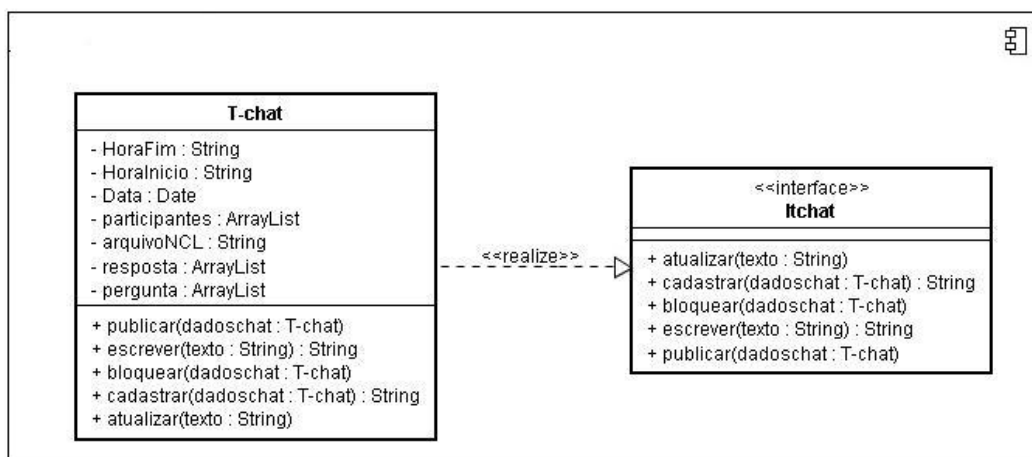 T-chat
- HoraFim : String
- HoraInicio : String
- Data : Date
- participantes : ArrayList
- arquivoNCL : String
- resposta : ArrayList
- pergunta : ArrayList
+ publicar(dadoschat : T-chat)
+ escrever(texto : String) : String
+ bloquear(dadoschat : T-chat)
+ cadastrar(dadoschat : T-chat) : String
+ atualizar(texto : String)
<<realize>>
<<interface>>
Itchat
+ atualizar(texto : String)
+ cadastrar(dadoschat : T-chat) : String
+ bloquear(dadoschat : T-chat)
+ escrever(texto : String) : String
+ publicar(dadoschat : T-chat)